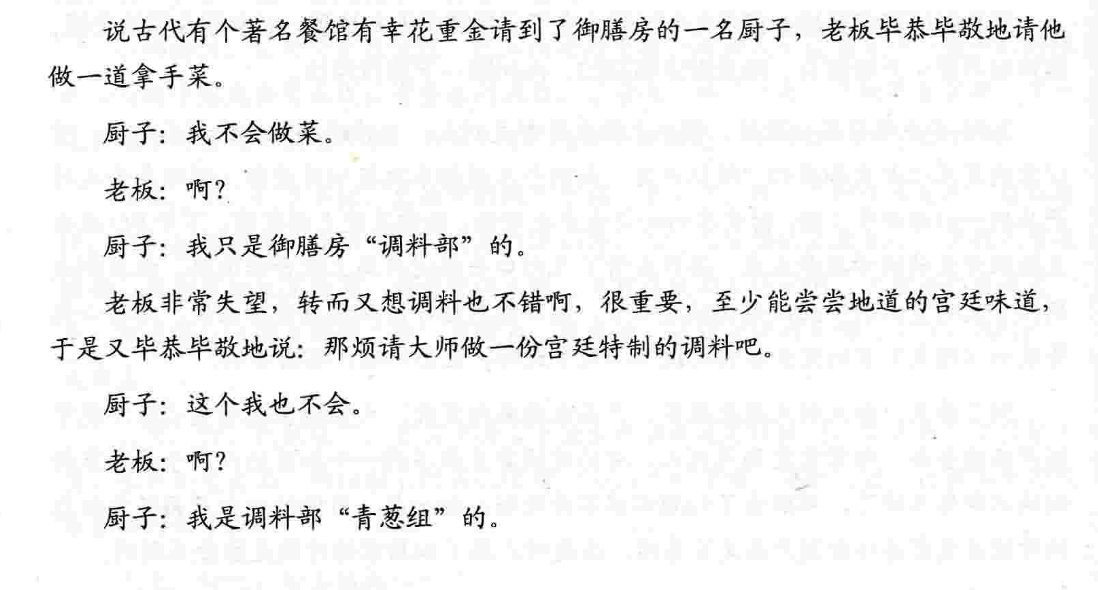 说古代有个著名餐馆有幸花重金请到了御膳房的一名厨子，老板毕恭毕敬地请他
做一道拿手菜。
厨子：我不会做菜。
老板：啊？
厨子：我只是御膳房“调料部”的。
老板非常失望，转而又想调料也不错啊，很重要，至少能尝尝地道的宫廷味道，
于是又毕恭毕敬地说：那烦请大师做一份宫廷特制的调料吧。
厨子：这个我也不会。
老板：啊？
厨子：我是调料部“青葱组”的。